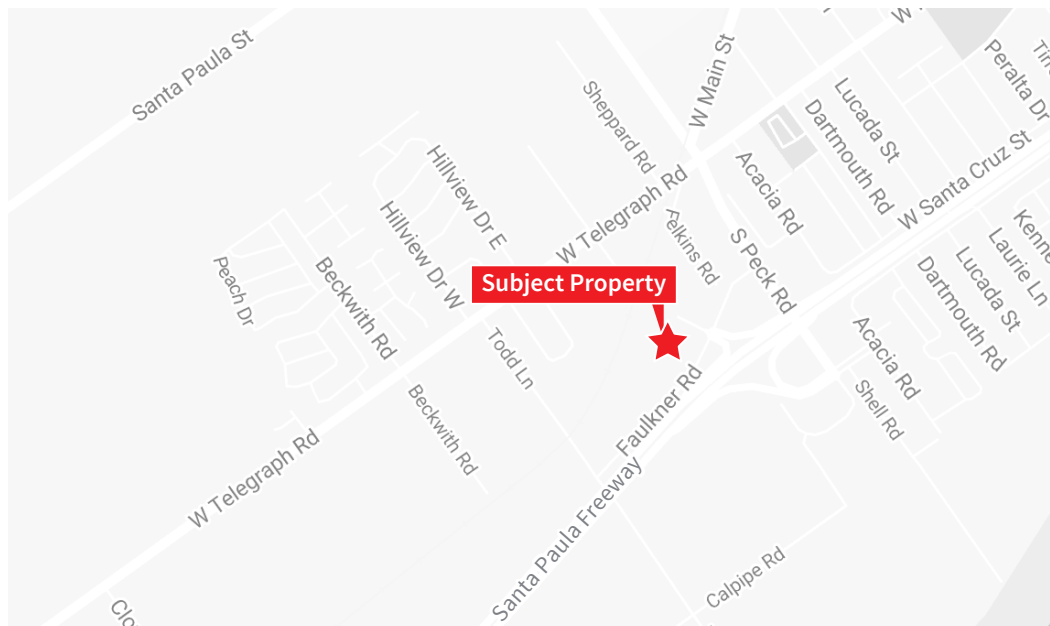 Santa Paula St
W Main St
Peralta Dr
Lucada St
Sheppard Rd
Dartmouth Rd
W Santa Cruz St
Acacia Rd
Hillview Dr E
W Telegraph Rd
Hillview Dr W
Felkins Rd
S Peck Rd
Laurie Ln
Lucada St
Dartmouth Rd
Peach Dr
Beckwith Rd
Subject Property
Todd Ln
Acacia Rd
Shell Rd
Beckwith Rd
Faulkner Rd
W Telegraph Rd
Santa Paula Freeway
Calpipe Rd